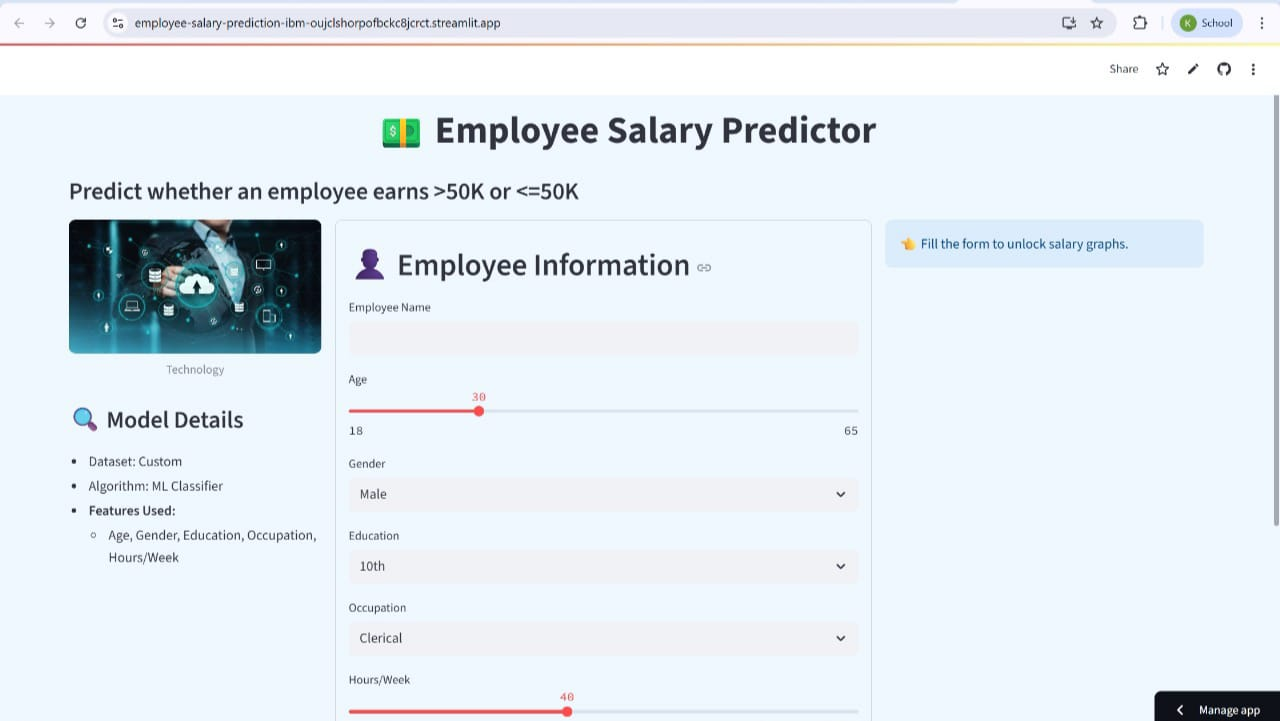 employee-salary-prediction-ibm-oujclshorpofbckc8jcrct.streamlit.app
K School
Share
Employee Salary Predictor
Predict whether an employee earns >50K or <=50K
Technology
🔍 Model Details
• Dataset: Custom
• Algorithm: ML Classifier
• Features Used:
○ Age, Gender, Education, Occupation,
Hours/Week
Employee Information
Employee Name
Age
30
18 65
Gender
Male
Education
10th
Occupation
Clerical
Hours/Week
40
👈 Fill the form to unlock salary graphs.
Manage app